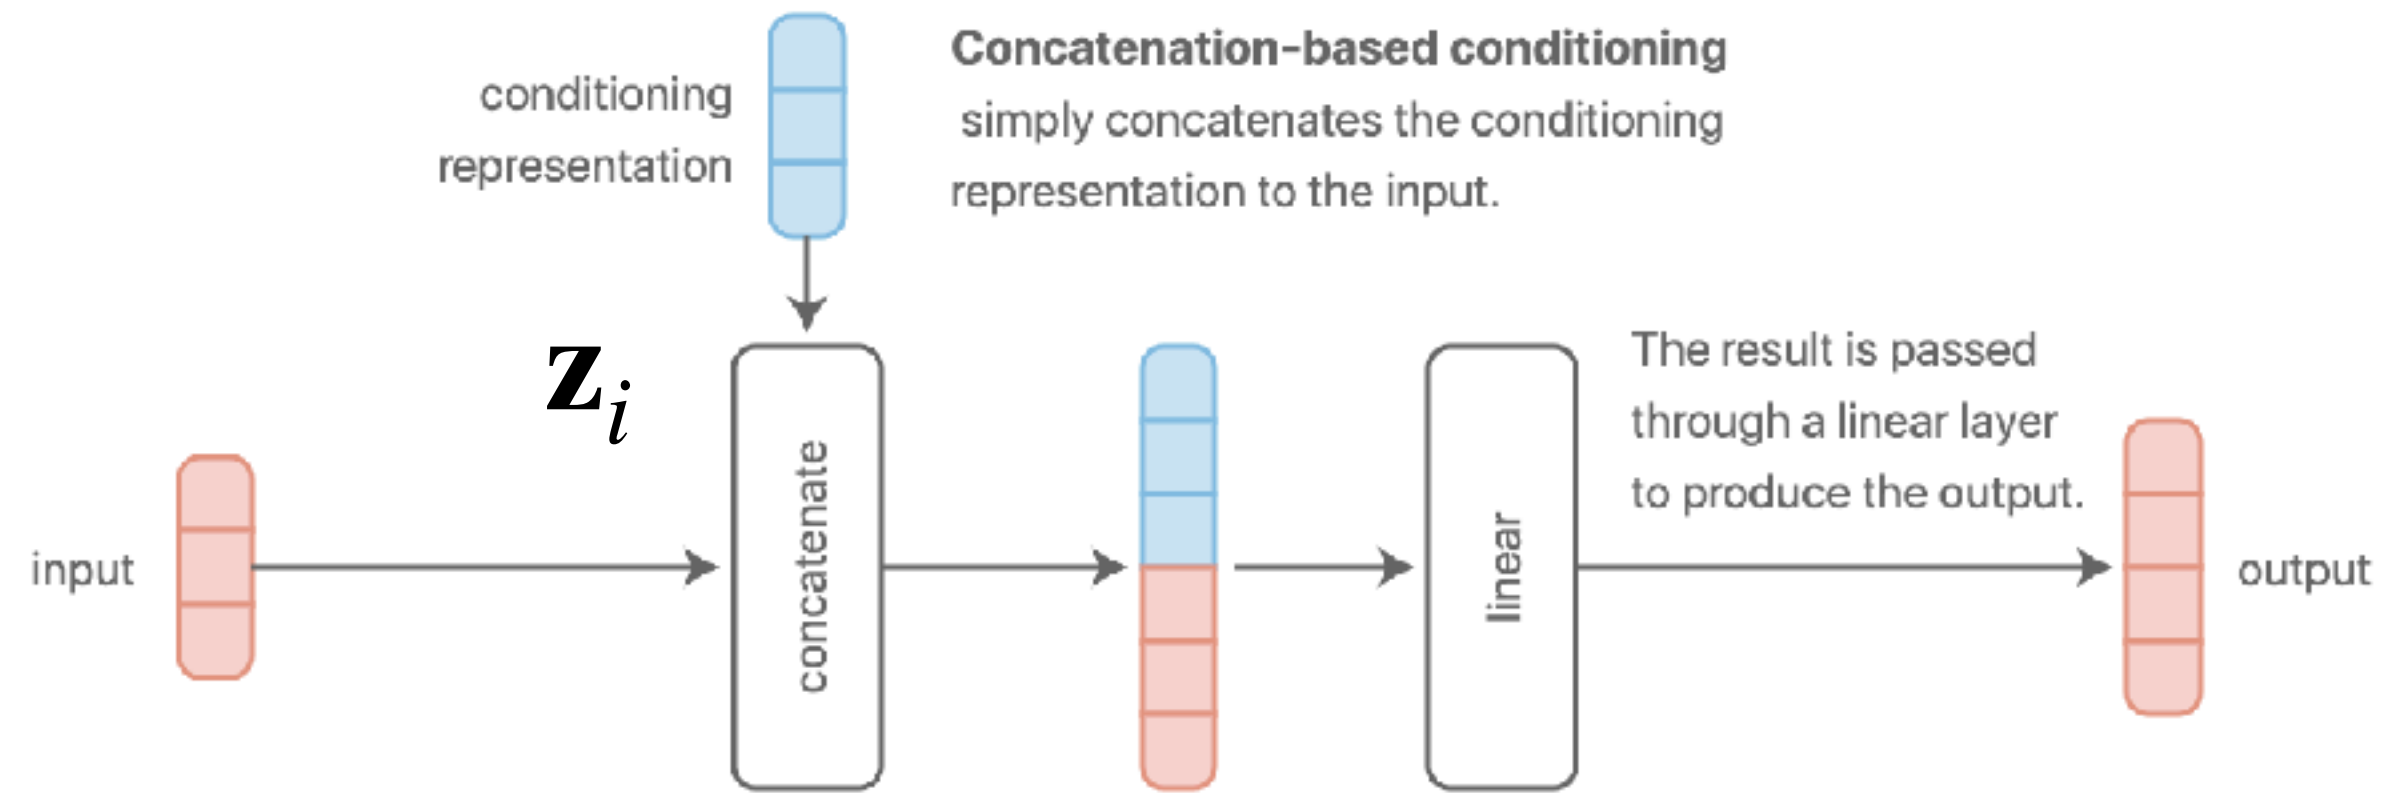 conditioning
representation
Concatenation-based conditioning
simply concatenates the conditioning
representation to the input.
z_i
input
concatenate
linear
The result is passed
through a linear layer
to produce the output.
output